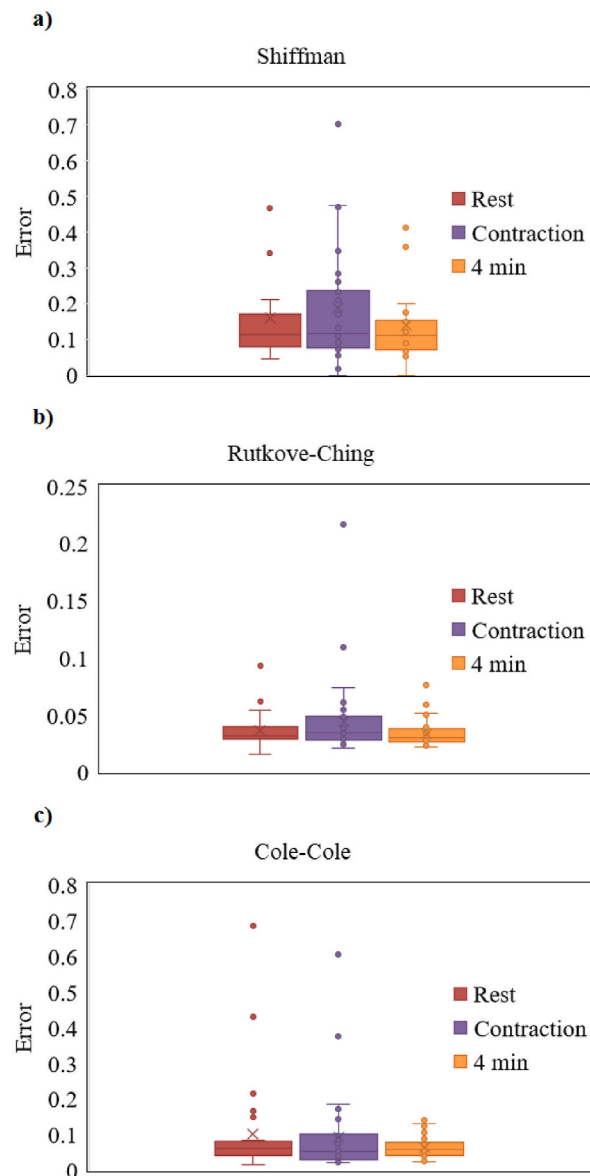 a)
Shiffman
0.8
0.7
0.6
0.5
0.4
0.3
0.2
0.1
0
Error
Rest
Contraction
4 min
b)
Rutkove-Ching
0.25
0.2
0.15
0.1
0.05
0
Error
Rest
Contraction
4 min
c)
Cole-Cole
0.8
0.7
0.6
0.5
0.4
0.3
0.2
0.1
0
Error
Rest
Contraction
4 min